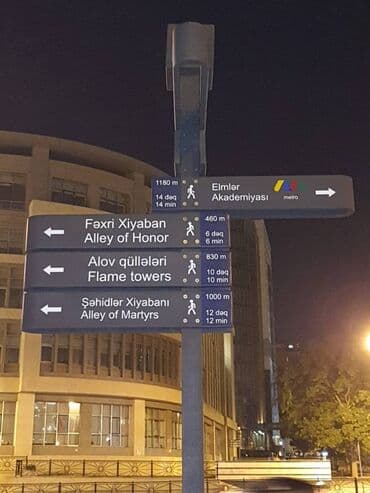 1180 m
14 dəq
14 min
Elmlər
Akademiyası
metro
Fəxri Xiyaban
Alley of Honor
460 m
6 dəq
6 min
Alov qüllələri
Flame towers
830 m
10 dəq
10 min
Şəhidlər Xiyabanı
Alley of Martyrs
1000 m
12 dəq
12 min